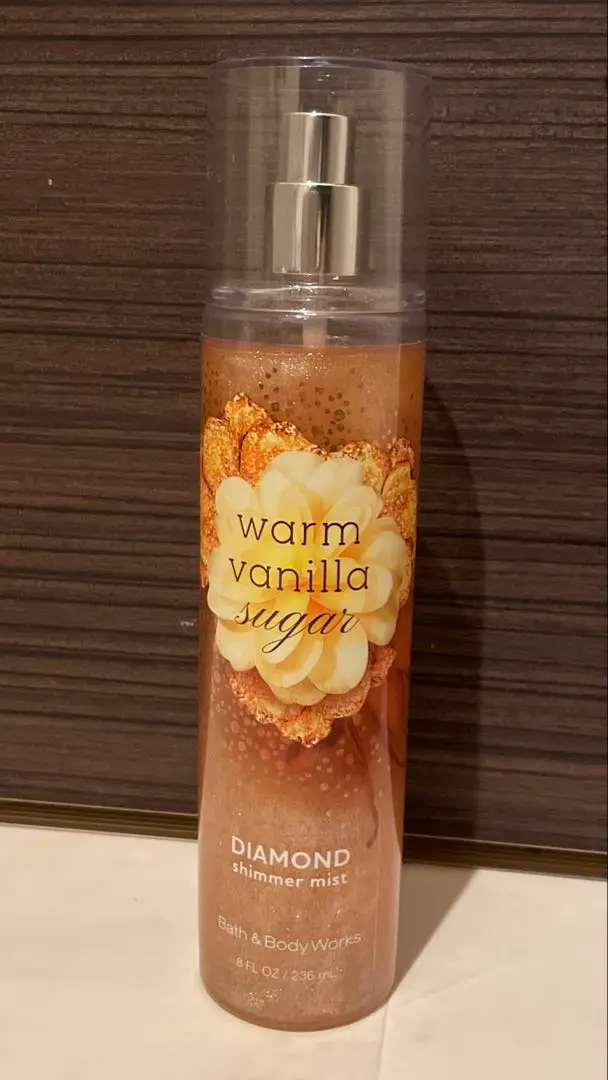 warm
vanilla
sugar
DIAMOND
shimmer mist
Bath & Body Works
8 FL OZ / 236 mL